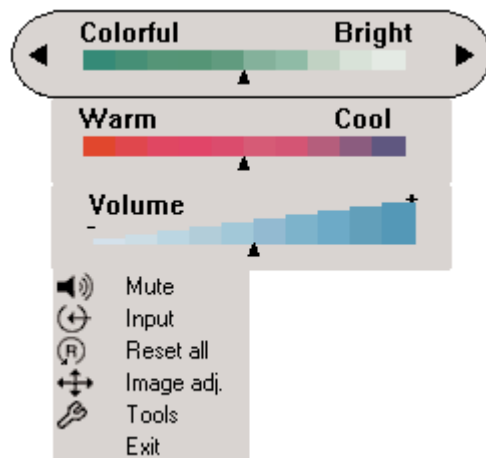 Colorful Bright
Warm Cool
Volume
- +
Mute
Input
R Reset all
Image adj.
Tools
Exit